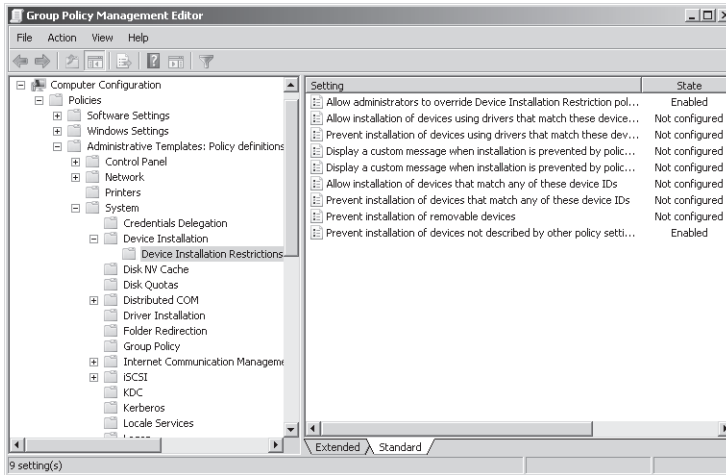 Group Policy Management Editor
File Action View Help
Computer Configuration
Policies
Software Settings
Windows Settings
Administrative Templates: Policy definitions
Control Panel
Network
Printers
System
Credentials Delegation
Device Installation
Device Installation Restrictions
Disk NV Cache
Disk Quotas
Distributed COM
Driver Installation
Folder Redirection
Group Policy
Internet Communication Manageme
iSCSI
KDC
Kerberos
Locale Services
Setting State
Allow administrators to override Device Installation Restriction pol... Enabled
Allow installation of devices using drivers that match these device... Not configured
Prevent installation of devices using drivers that match these dev... Not configured
Display a custom message when installation is prevented by polic... Not configured
Display a custom message when installation is prevented by polic... Not configured
Allow installation of devices that match any of these device IDs Not configured
Prevent installation of devices that match any of these device IDs Not configured
Prevent installation of removable devices Not configured
Prevent installation of devices not described by other policy setti... Enabled
Extended Standard
9 setting(s)